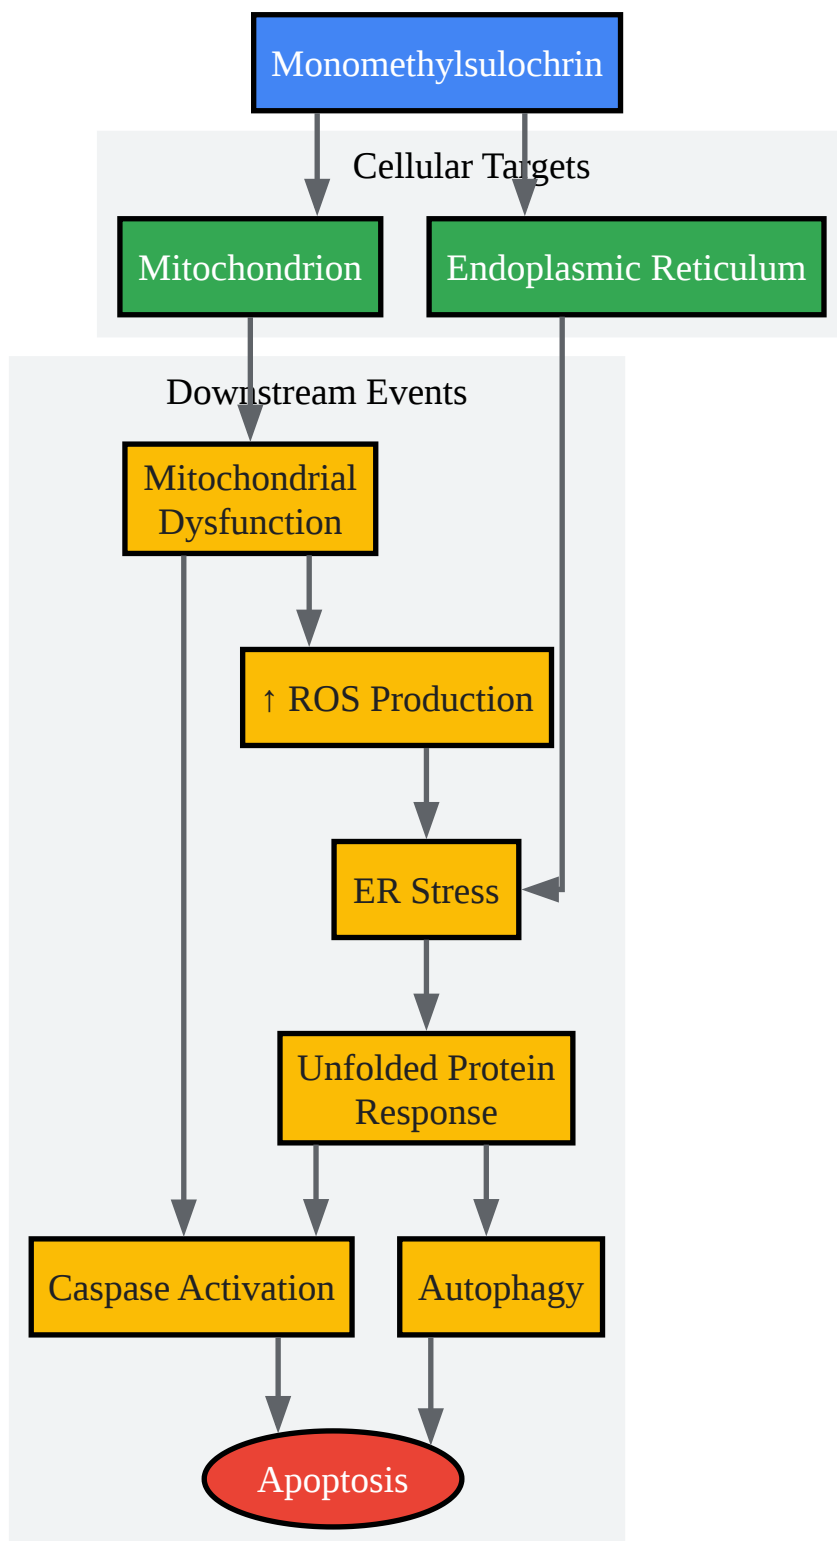 Monomethylsulochrin
Cellular Targets
Mitochondrion
Endoplasmic Reticulum
Downstream Events
Mitochondrial
Dysfunction
↑ ROS Production
ER Stress
Unfolded Protein
Response
Caspase Activation
Autophagy
Apoptosis